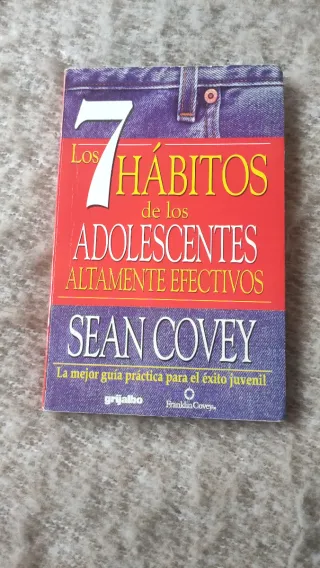 Los 7 HÁBITOS
de los
ADOLESCENTES
ALTAMENTE EFECTIVOS
SEAN COVEY
La mejor guía práctica para el éxito juvenil
grijalbo
FranklinCovey